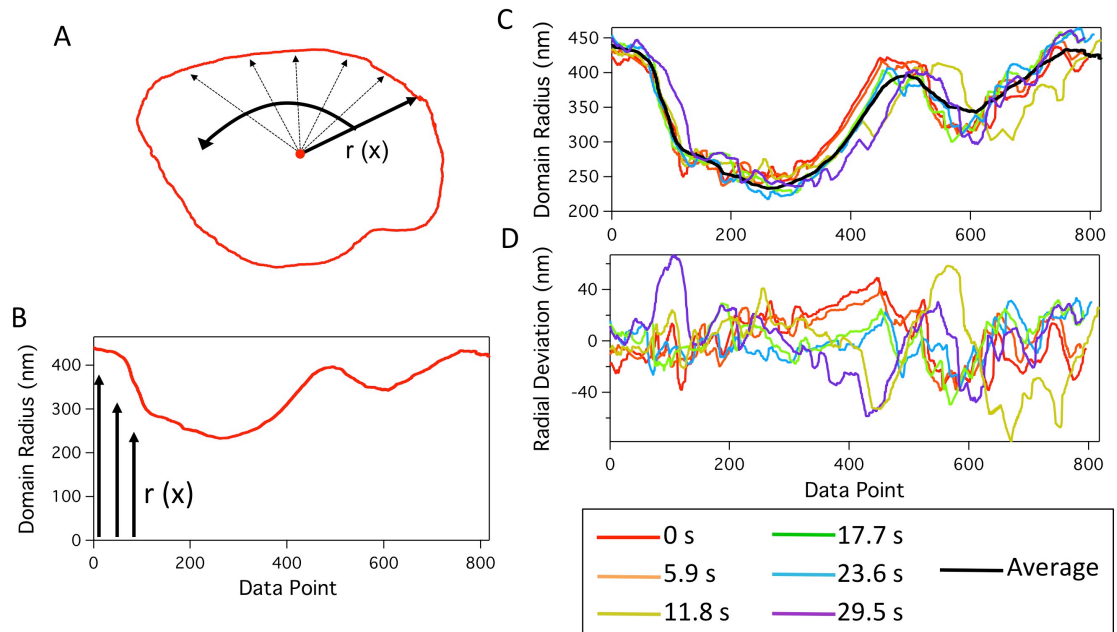 A
r (x)
B
Domain Radius (nm)
400
300
200
100
0
r (x)
0
200
400
600
800
Data Point
C
Domain Radius (nm)
450
400
350
300
250
200
0
200
400
600
800
D
Radial Deviation (nm)
40
0
-40
0
200
400
600
800
Data Point
0 s
17.7 s
5.9 s
23.6 s
Average
11.8 s
29.5 s